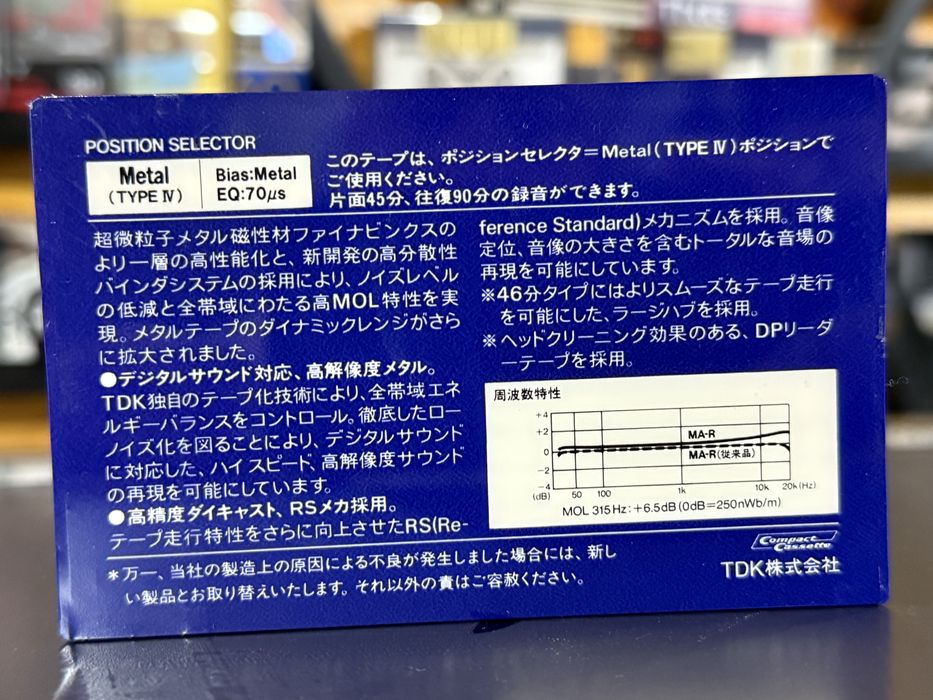 POSITION SELECTOR
Metal
(TYPE IV)
Bias:Metal
EQ:70μs
このテープは、ポジションセレクター=Metal(TYPE IV)ポジションで
ご使用ください。
片面45分、往復90分の録音ができます。
超微粒子メタル磁性材ファイナビンクスの
より一層の高性能化と、新開発の高分散性
バインダシステムの採用により、ノイズレベル
の低減と全帯域にわたる高MOL特性を実
現。メタルテープのダイナミックレンジがさら
に拡大されました。
●デジタルサウンド対応、高解像度メタル。
TDK独自のテープ化技術により、全帯域エネ
ルギーバランスをコントロール。徹底したロー
ノイズ化を図ることにより、デジタルサウンド
に対応した、ハイスピード、高解像度サウンド
の再現を可能にしています。
●高精度ダイキャスト、RSメカ採用。
テープ走行特性をさらに向上させたRS(Re-
ference Standard)メカニズムを採用。音像
定位、音像の大きさを含むトータルな音場の
再現を可能にしています。
※46分タイプにはよりスムーズなテープ走行
を可能にした、ラージハブを採用。
※ヘッドクリーニング効果のある、DPリーダ
ーテープを採用。
周波数特性
+4
+2
0
-2
-4
(dB)
50 100 1k 10k 20k(Hz)
MA-R
MA-R(従来品)
MOL 315Hz:+6.5dB(0dB=250nWb/m)
*万一、当社の製造上の原因による不良が発生しました場合には、新し
い製品とお取り替えいたします。それ以外の責はご容赦ください。
Compact
Cassette
TDK株式会社